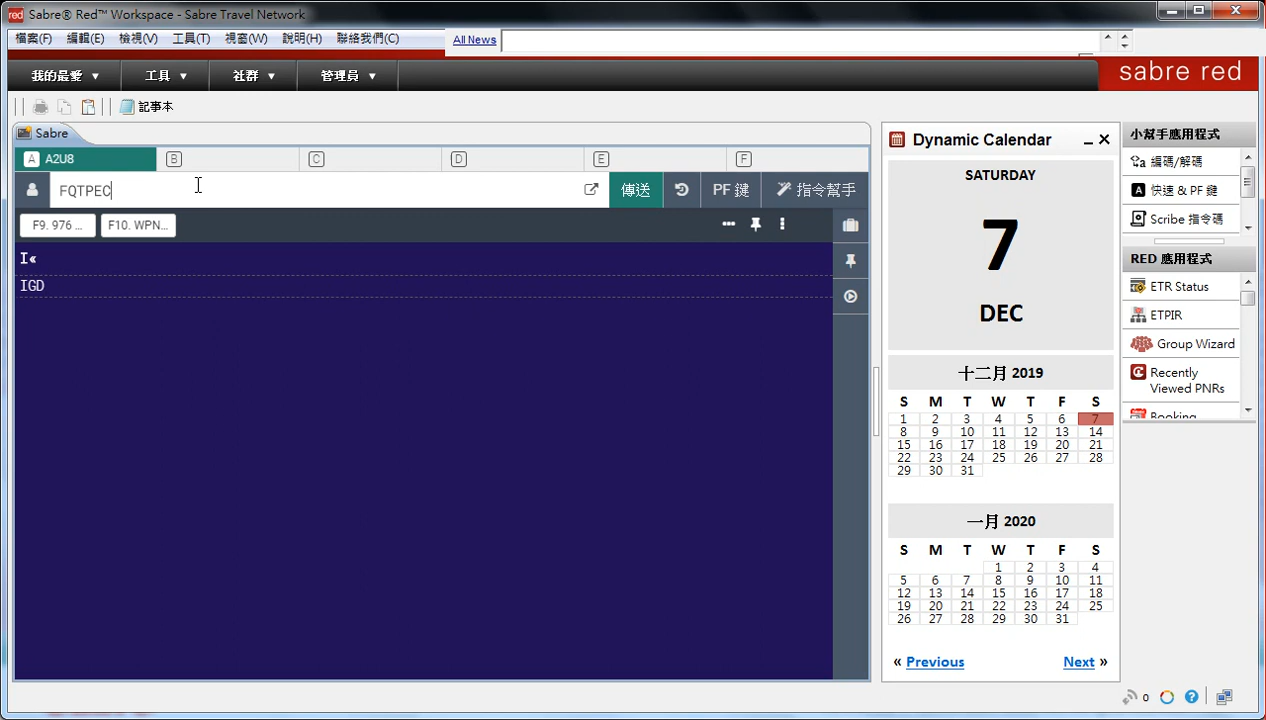 red Sabre® Red™ Workspace - Sabre Travel Network
檔案(F) 編輯(E) 檢視(V) 工具(T) 視窗(W) 說明(H) 聯絡我們(C) All News
我的最愛 工具 社群 管理員 sabre red
記事本
Sabre
A A2U8 B C D E F
FQTPEC 傳送 PF 鍵 指令幫手
F9. 976 ... F10. WPN...
I«
IGD
Dynamic Calendar
SATURDAY
7
DEC
十二月 2019
S M T W T F S
1 2 3 4 5 6 7
8 9 10 11 12 13 14
15 16 17 18 19 20 21
22 23 24 25 26 27 28
29 30 31
一月 2020
S M T W T F S
1 2 3 4
5 6 7 8 9 10 11
12 13 14 15 16 17 18
19 20 21 22 23 24 25
26 27 28 29 30 31
« Previous Next »
小幫手應用程式
編碼/解碼
A 快速 & PF 鍵
Scribe 指令碼
RED 應用程式
ETR Status
ETPIR
Group Wizard
Recently
Viewed PNRs
Booking
0